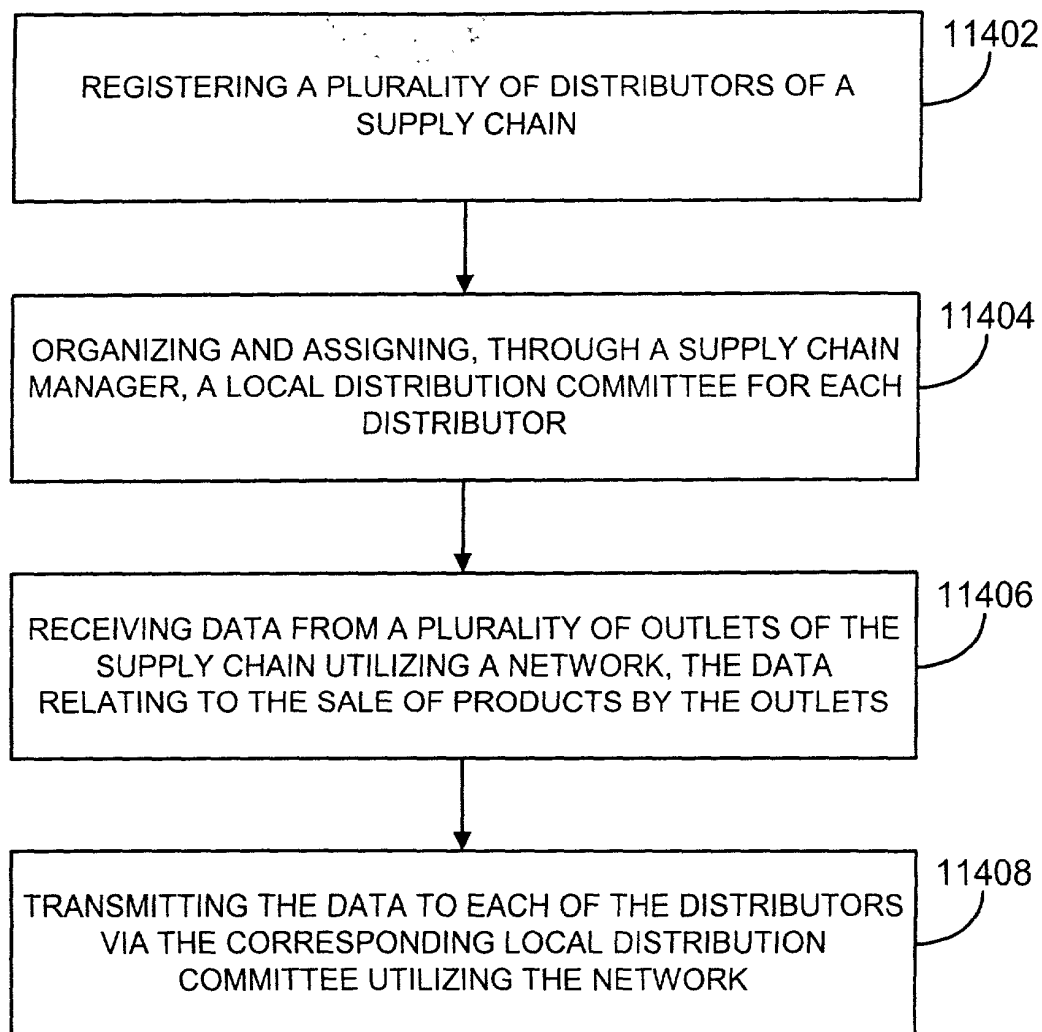 11402
REGISTERING A PLURALITY OF DISTRIBUTORS OF A
SUPPLY CHAIN
11404
ORGANIZING AND ASSIGNING, THROUGH A SUPPLY CHAIN
MANAGER, A LOCAL DISTRIBUTION COMMITTEE FOR EACH
DISTRIBUTOR
11406
RECEIVING DATA FROM A PLURALITY OF OUTLETS OF THE
SUPPLY CHAIN UTILIZING A NETWORK, THE DATA
RELATING TO THE SALE OF PRODUCTS BY THE OUTLETS
11408
TRANSMITTING THE DATA TO EACH OF THE DISTRIBUTORS
VIA THE CORRESPONDING LOCAL DISTRIBUTION
COMMITTEE UTILIZING THE NETWORK